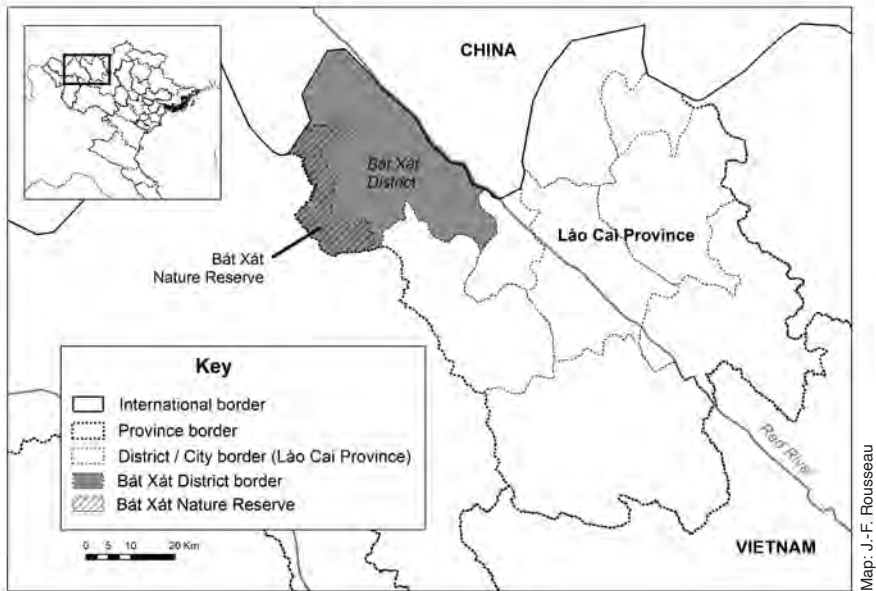 CHINA
Bát Xát
District
Lào Cai Province
Bát Xát
Nature Reserve
Key
International border
Province border
District / City border (Lào Cai Province)
Bát Xát District border
Bát Xát Nature Reserve
0 5 10 20 Km
Red River
VIETNAM
Map: J.-F. Rousseau